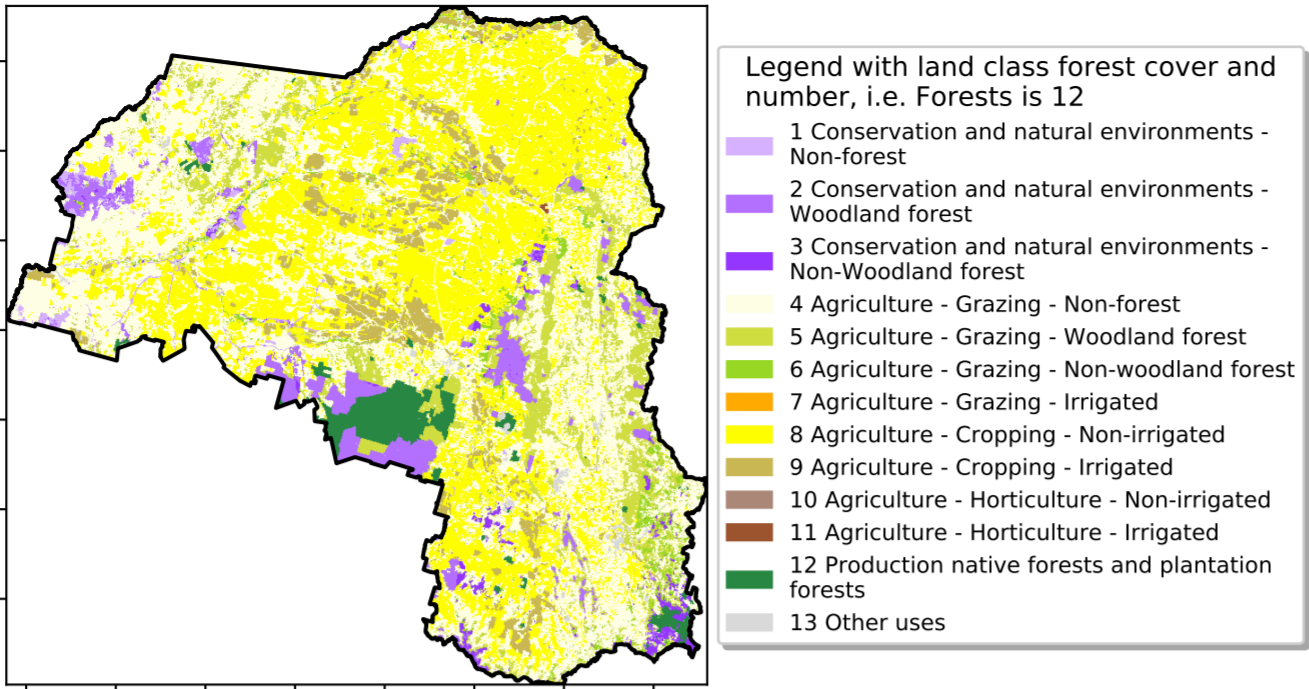 Legend with land class forest cover and
number, i.e. Forests is 12
1 Conservation and natural environments -
Non-forest
2 Conservation and natural environments -
Woodland forest
3 Conservation and natural environments -
Non-Woodland forest
4 Agriculture - Grazing - Non-forest
5 Agriculture - Grazing - Woodland forest
6 Agriculture - Grazing - Non-woodland forest
7 Agriculture - Grazing - Irrigated
8 Agriculture - Cropping - Non-irrigated
9 Agriculture - Cropping - Irrigated
10 Agriculture - Horticulture - Non-irrigated
11 Agriculture - Horticulture - Irrigated
12 Production native forests and plantation
forests
13 Other uses